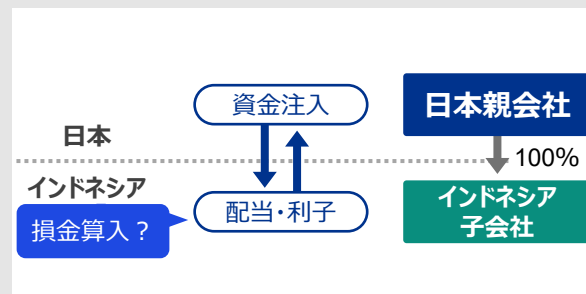 資金注入
日本親会社
日本
100%
インドネシア
インドネシア
子会社
配当・利子
損金算入？